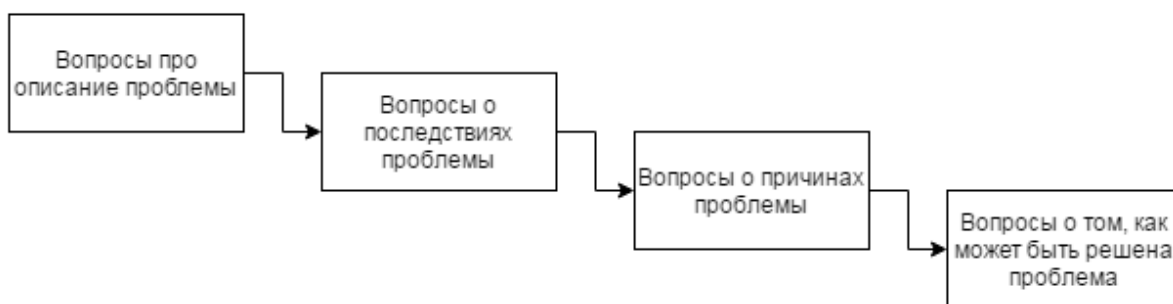 Вопросы про
описание проблемы
Вопросы о
последствиях
проблемы
Вопросы о причинах
проблемы
Вопросы о том, как
может быть решена
проблема